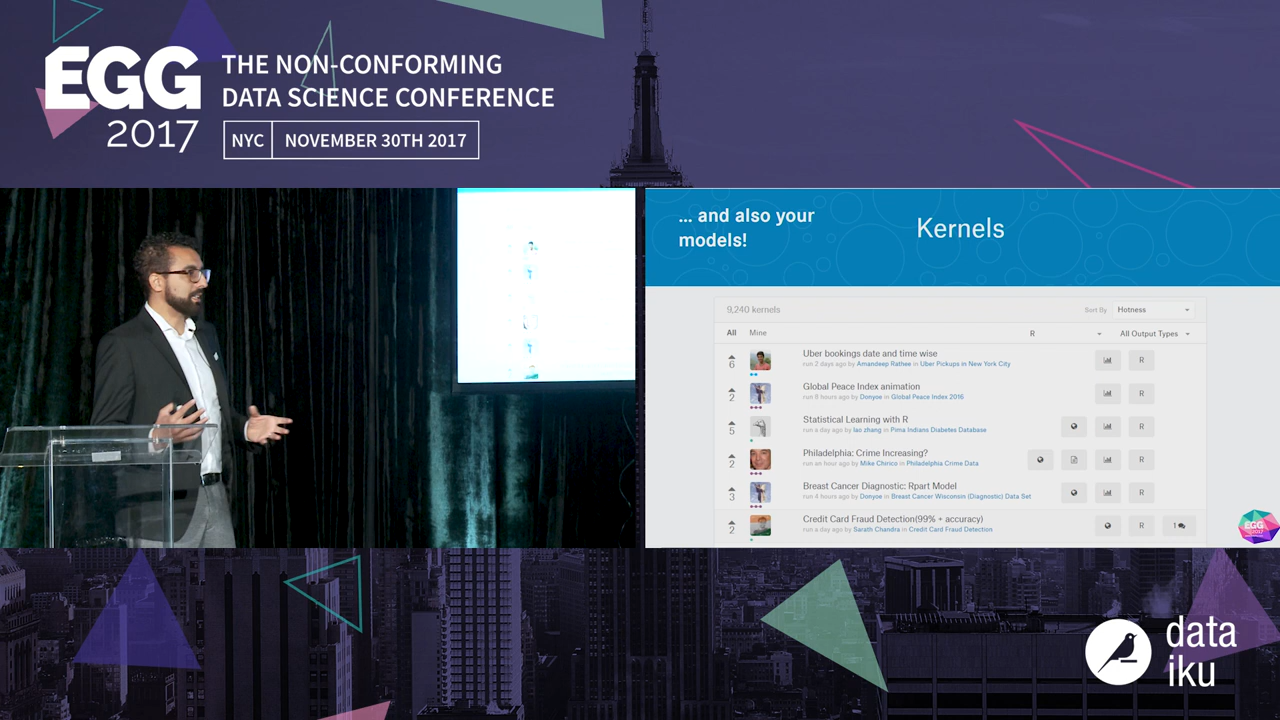 EGG
2017
THE NON-CONFORMING
DATA SCIENCE CONFERENCE
NYC NOVEMBER 30TH 2017
... and also your
models!
Kernels
9,240 kernels
Sort By Hotness
All Mine R All Output Types
6
Uber bookings date and time wise
run 2 days ago by Amandeep Rathee in Uber Pickups in New York City
R
2
Global Peace Index animation
run 8 hours ago by Donyoe in Global Peace Index 2016
R
5
Statistical Learning with R
run a day ago by lao zhang in Pima Indians Diabetes Database
R
2
Philadelphia: Crime Increasing?
run an hour ago by Mike Chirico in Philadelphia Crime Data
R
3
Breast Cancer Diagnostic: Rpart Model
run 4 hours ago by Donyoe in Breast Cancer Wisconsin (Diagnostic) Data Set
R
2
Credit Card Fraud Detection(99% + accuracy)
run a day ago by Sarath Chandra in Credit Card Fraud Detection
R 1
EGG
2017
data
iku